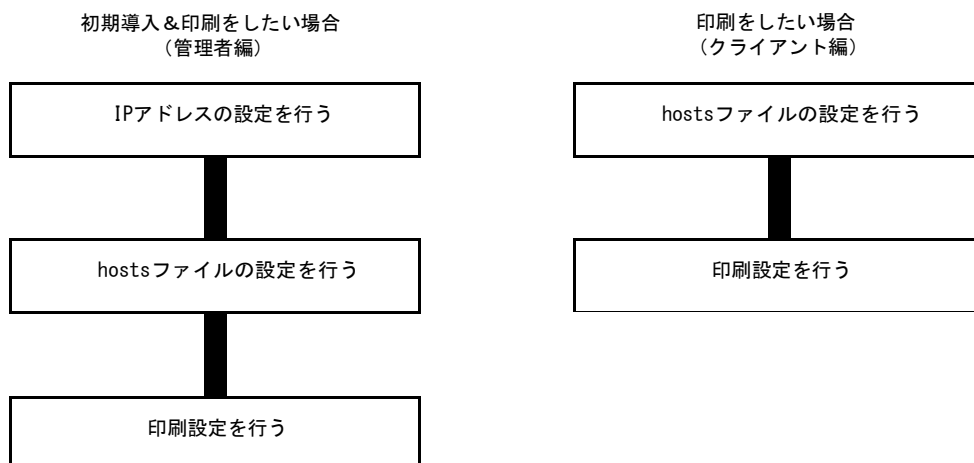 初期導入＆印刷をしたい場合
（管理者編）
IPアドレスの設定を行う
hostsファイルの設定を行う
印刷設定を行う
印刷をしたい場合
（クライアント編）
hostsファイルの設定を行う
印刷設定を行う